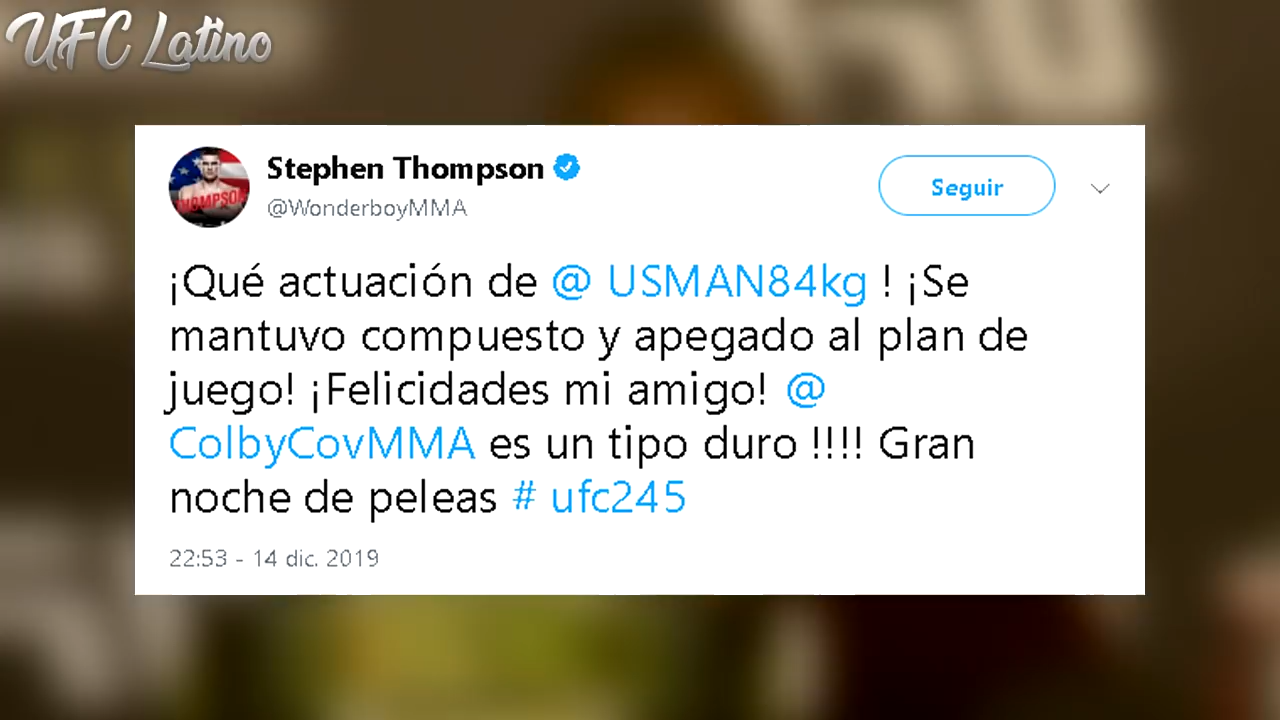 UFC Latino
Stephen Thompson
@WonderboyMMA
Seguir
THOMPSON
¡Qué actuación de @ USMAN84kg ! ¡Se
mantuvo compuesto y apegado al plan de
juego! ¡Felicidades mi amigo! @
ColbyCovMMA es un tipo duro !!!! Gran
noche de peleas # ufc245
22:53 - 14 dic. 2019